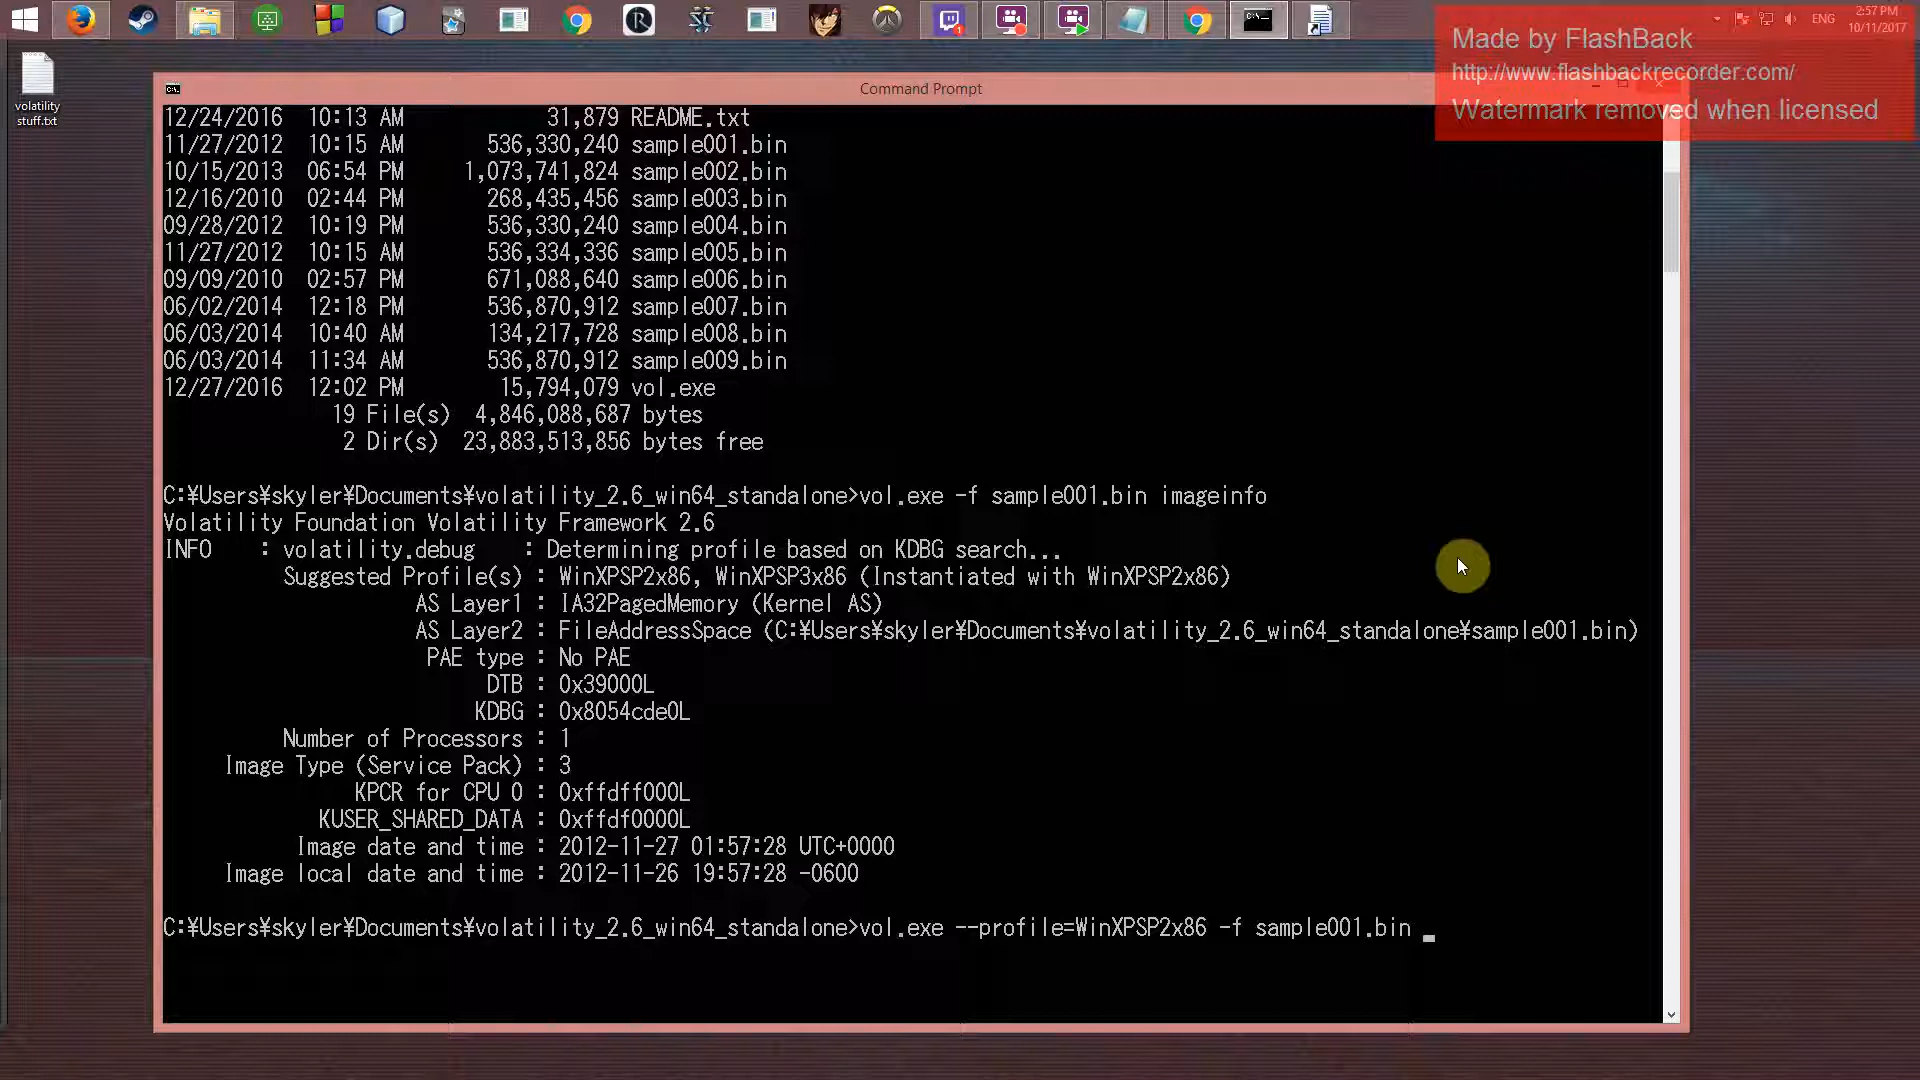 2:57 PM
ENG
10/11/2017
Made by FlashBack
http://www.flashbackrecorder.com/
Watermark removed when licensed
volatility
stuff.txt
Command Prompt
12/24/2016  10:13 AM            31,879 README.txt
11/27/2012  10:15 AM       536,330,240 sample001.bin
10/15/2013  06:54 PM     1,073,741,824 sample002.bin
12/16/2010  02:44 PM       268,435,456 sample003.bin
09/28/2012  10:19 PM       536,330,240 sample004.bin
11/27/2012  10:15 AM       536,334,336 sample005.bin
09/09/2010  02:57 PM       671,088,640 sample006.bin
06/02/2014  12:18 PM       536,870,912 sample007.bin
06/03/2014  10:40 AM       134,217,728 sample008.bin
06/03/2014  11:34 AM       536,870,912 sample009.bin
12/27/2016  12:02 PM        15,794,079 vol.exe
19 File(s)  4,846,088,687 bytes
2 Dir(s)  23,883,513,856 bytes free
C:¥Users¥skyler¥Documents¥volatility_2.6_win64_standalone>vol.exe -f sample001.bin imageinfo
Volatility Foundation Volatility Framework 2.6
INFO    : volatility.debug    : Determining profile based on KDBG search...
Suggested Profile(s) : WinXPSP2x86, WinXPSP3x86 (Instantiated with WinXPSP2x86)
AS Layer1 : IA32PagedMemory (Kernel AS)
AS Layer2 : FileAddressSpace (C:¥Users¥skyler¥Documents¥volatility_2.6_win64_standalone¥sample001.bin)
PAE type : No PAE
DTB : 0x39000L
KDBG : 0x8054cde0L
Number of Processors : 1
Image Type (Service Pack) : 3
KPCR for CPU 0 : 0xffdff000L
KUSER_SHARED_DATA : 0xffdf0000L
Image date and time : 2012-11-27 01:57:28 UTC+0000
Image local date and time : 2012-11-26 19:57:28 -0600
C:¥Users¥skyler¥Documents¥volatility_2.6_win64_standalone>vol.exe --profile=WinXPSP2x86 -f sample001.bin _